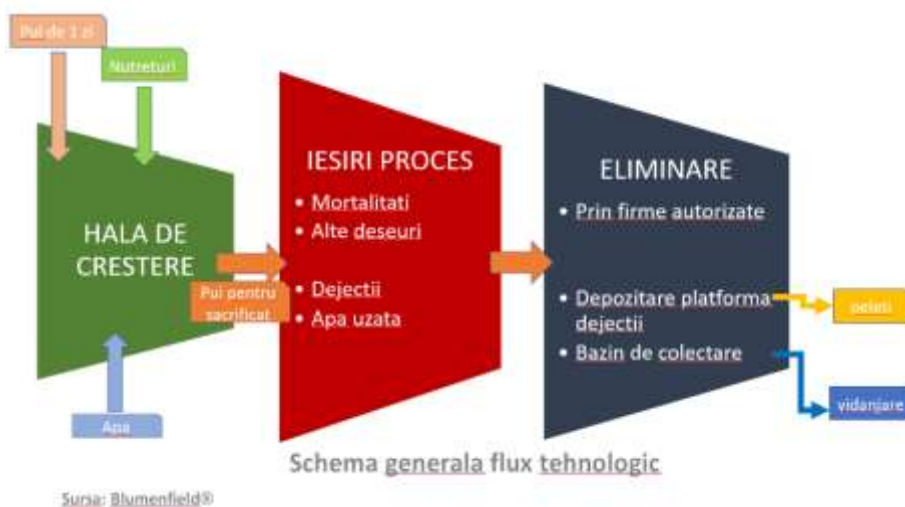 Pui de 1 zi
Nutreturi
HALA DE
CRESTERE
Pui pentru
sacrificat
Apa
IESIRI PROCES
• Mortalitati
• Alte deseuri
• Dejectii
• Apa uzata
ELIMINARE
• Prin firme autorizate
• Depozitare platforma
dejectii
• Bazin de colectare
peleti
vidanjare
Schema generala flux tehnologic
Sursa: Blumenfield®